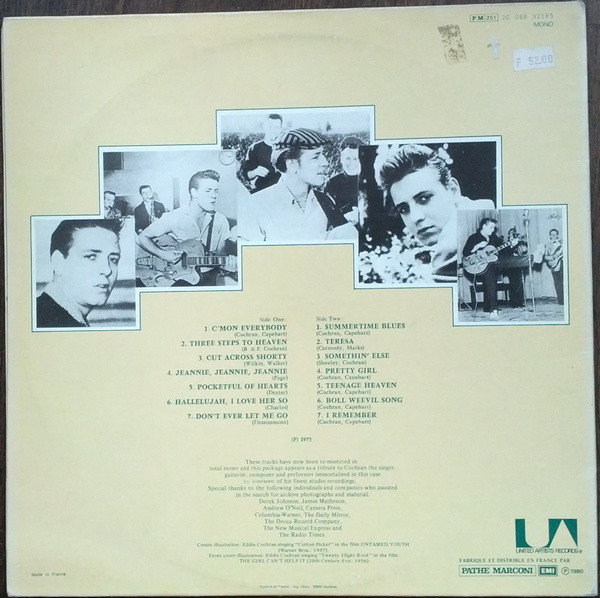 PM 251 2C 068 92185
MONO
F 52,00
Side One:
1. C'MON EVERYBODY
(Cochran, Capehart)
2. THREE STEPS TO HEAVEN
(B & E. Cochran)
3. CUT ACROSS SHORTY
(Wilkin, Walker)
4. JEANNIE, JEANNIE, JEANNIE
(Page)
5. POCKETFUL OF HEARTS
(Dexter)
6. HALLELUJAH, I LOVE HER SO
(Charles)
7. DON'T EVER LET ME GO
(Fitzsimmons)
Side Two:
1. SUMMERTIME BLUES
(Cochran, Capehart)
2. TERESA
(Carmody, Marks)
3. SOMETHIN' ELSE
(Sheeley, Cochran)
4. PRETTY GIRL
(Cochran, Capehart)
5. TEENAGE HEAVEN
(Cochran, Capehart)
6. BOLL WEEVIL SONG
(Cochran, Capehart)
7. I REMEMBER
(Cochran, Capehart)
(P) 1975
These tracks have now been re-mastered in
total mono and this package appears as a tribute to Cochran the singer,
guitarist, composer and performer immortalised in this case
by fourteen of his finest studio recordings.
Special thanks to the following individuals and companies who assisted
in the search for archive photographs and material:
Derek Johnson, James Matheson,
Andrew O'Neil, Camera Press,
Columbia-Warner, The Daily Mirror,
The Decca Record Company,
The New Musical Express and
The Radio Times
Centre illustration: Eddie Cochran singing "Cotton Picker" in the film UNTAMED YOUTH
(Warner Bros.: 1957)
Front cover illustration: Eddie Cochran singing "Twenty Flight Rock" in the film
THE GIRL CAN'T HELP IT (20th Century-Fox: 1956)
UA
UNITED ARTISTS RECORDS
FABRIQUE ET DISTRIBUE EN FRANCE PAR
PATHE MARCONI EMI ℗ 1980
Made in France